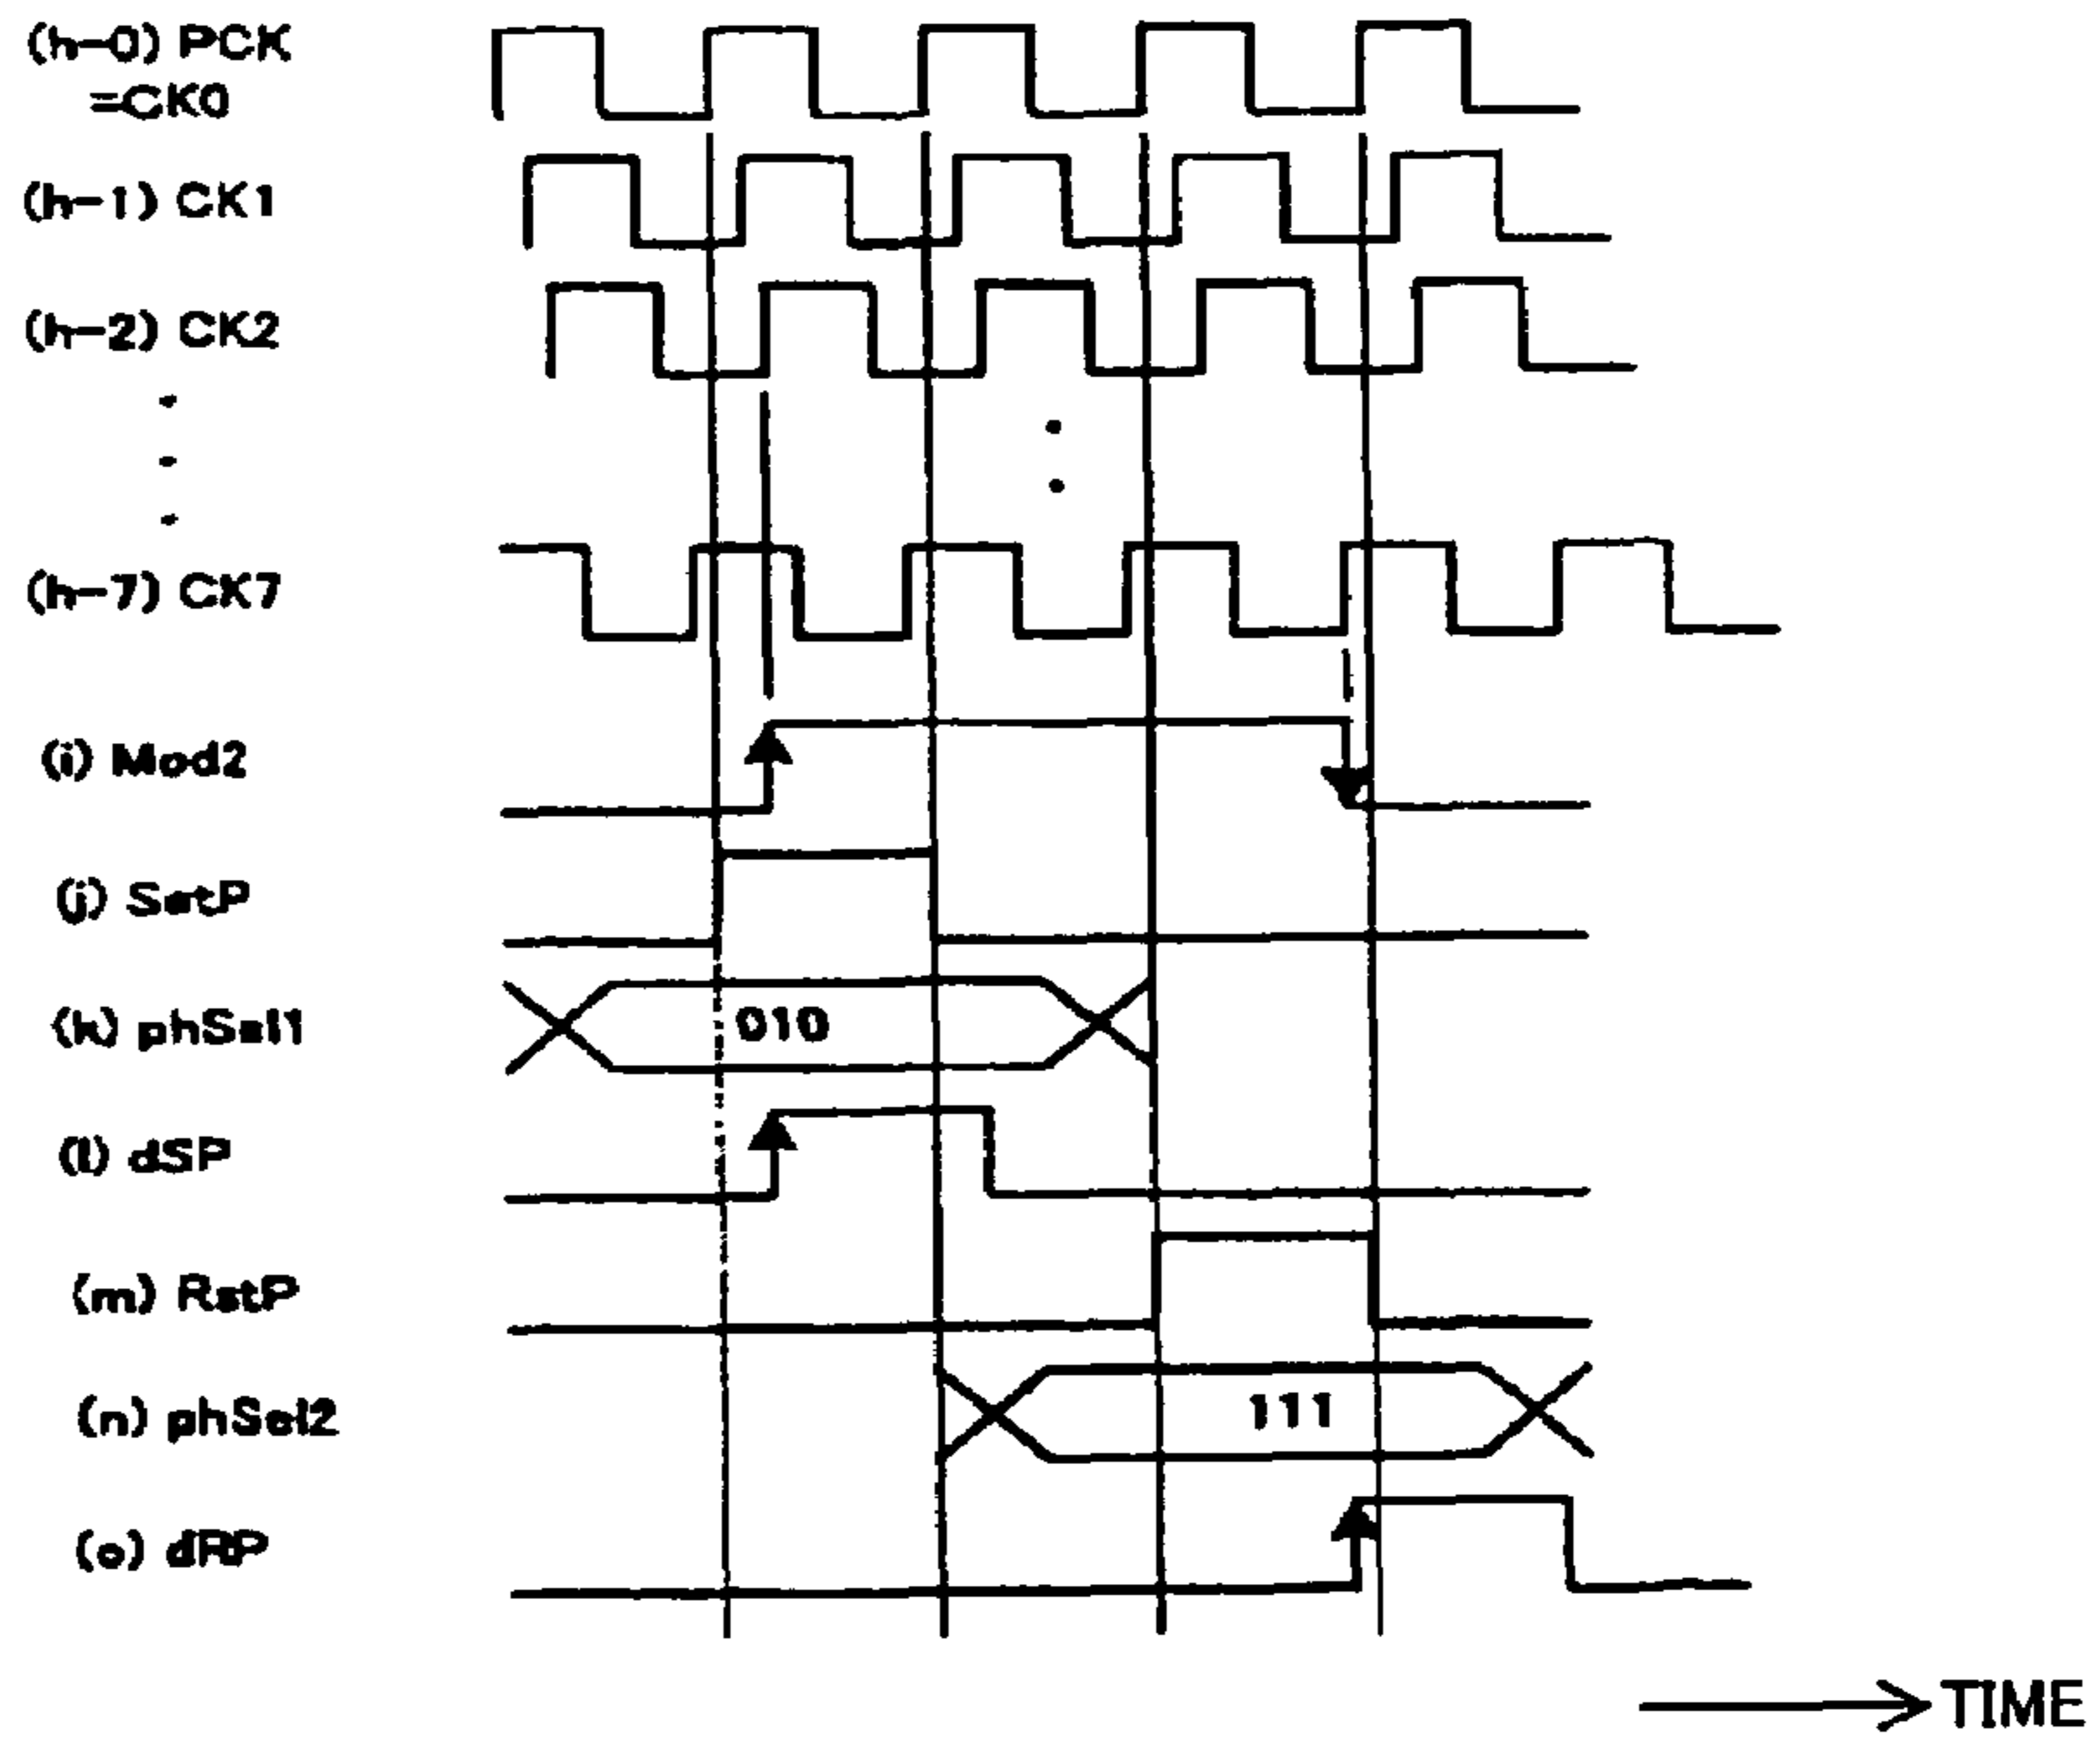 (h-0) PCK
=CK0
(h-1) CK1
(h-2) CK2
(h-7) CK7
(i) Mod2
(j) SetP
(k) phSel1
010
(l) dSP
(m) RstP
(n) phSel2
111
(o) dRP
TIME